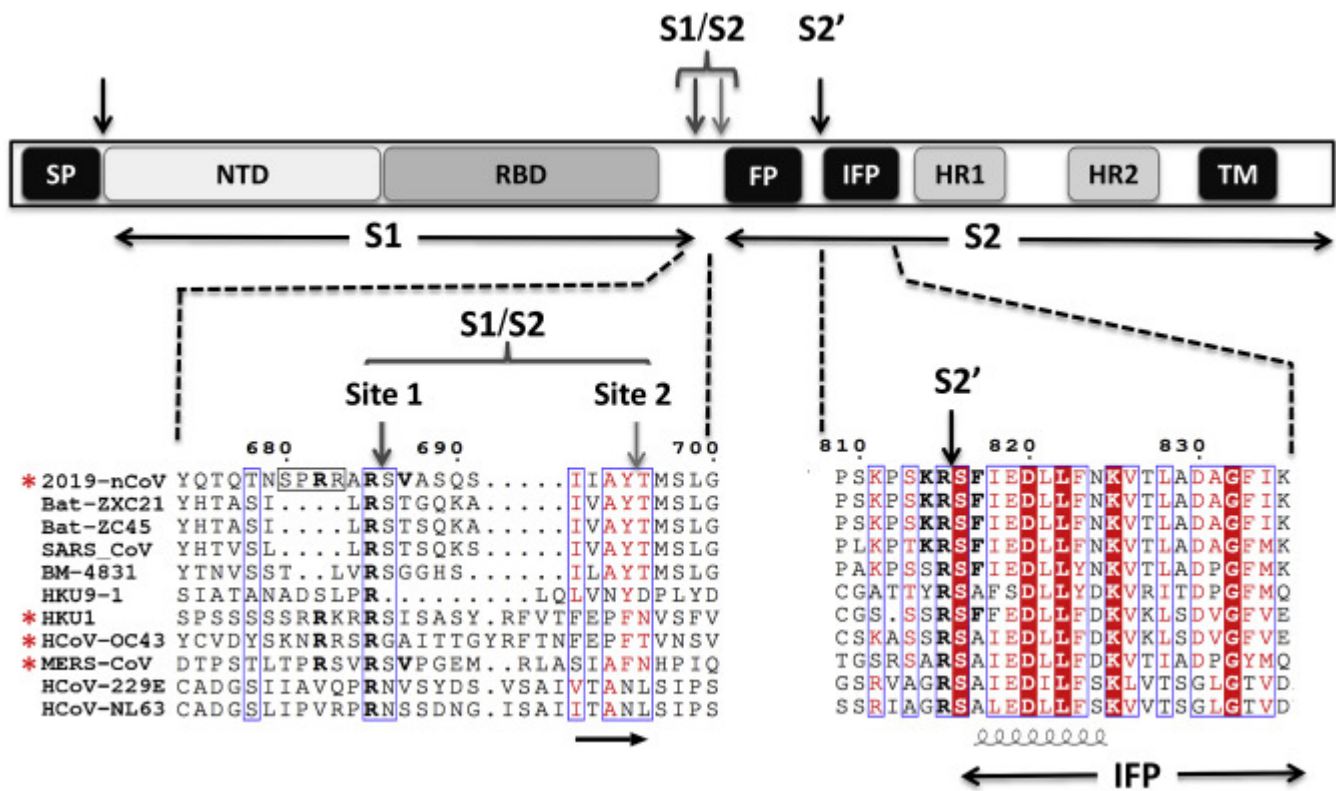 S1/S2 S2’
SP NTD RBD FP IFP HR1 HR2 TM
S1 S2
S1/S2
Site 1 Site 2 S2’
680 690 700 810 820 830
* 2019-nCoV YQTQTNSPRRARSVASQS.....IIAYTMSLG PSKPSKRSFIEDLLFNKVTLADAGFIK
Bat-ZXC21 YHTASI....LRSTGQKA.....IVAYTMSLG PSKPSKRSFIEDLLFNKVTLADAGFIK
Bat-ZC45 YHTASI....LRSTSQKA.....IVAYTMSLG PSKPSKRSFIEDLLFNKVTLADAGFIK
SARS_CoV YHTVSL....LRSTSQKS.....IVAYTMSLG PLKPTKRSFIEDLLFNKVTLADAGFMK
BM-4831 YTNVSST..LVRSGGHS......ILAYTMSLG PAKPSSRSFIEDLLYNKVTLADPGFMK
HKU9-1 SIATANADSLPR.........LQLVNYDPLYD CGATTYRSAFSDLLYDKVRITDPGFMQ
* HKU1 SPSSSSSSRRKRRSISASY.RFVTFEPFNVSFV CGS.SSRSFFEDLLFDKVKLSDVGFVE
* HCoV-OC43 YCVDYSKNRRSRGAITTGYRFTNFEPFTVNSV CSKASSRSAIEDLLFDKVKLSDVGFVE
* MERS-CoV DTPSTLTPRSVRSVPGEM..RLASIAFNHPIQ TGSRSARSAIEDLLFDKVTIADPGYMQ
HCoV-229E CADGSIIAVQPRNVSYDS.VSAIVTANLSIPS GSRVAGRSAIEDILFSKLVTSGLGTVD
HCoV-NL63 CADGSLIPVRPRNSSDNG.ISAIITANLSIPS SSRIAGRSALEDLLFSKVVTSGLGTVD
IFP